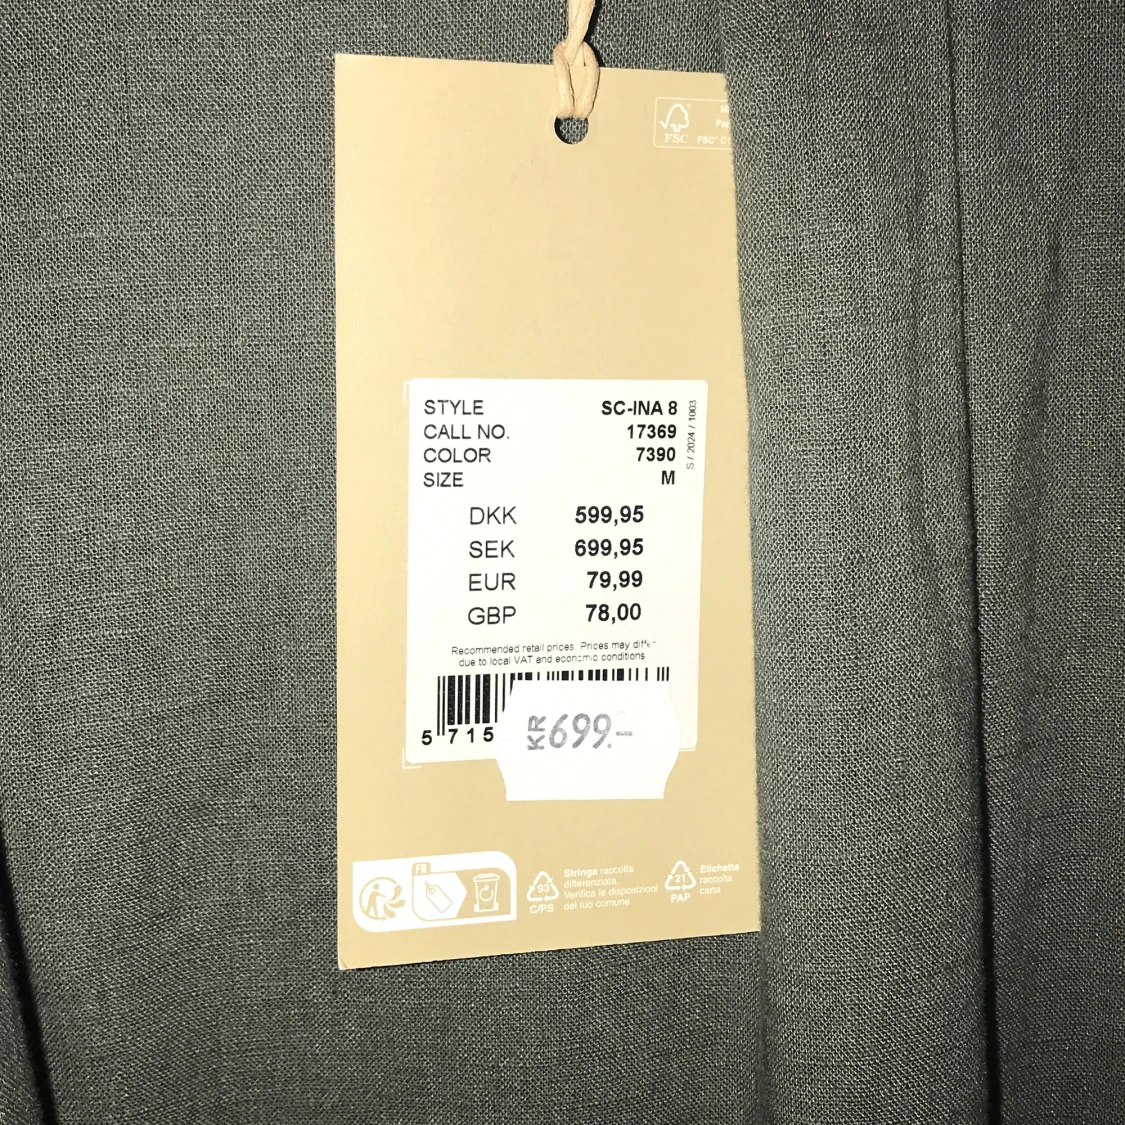 FSC
FSC® C1
STYLE SC-INA 8
CALL NO. 17369
COLOR 7390
SIZE M
S / 2024 / 1003
DKK 599,95
SEK 699,95
EUR 79,99
GBP 78,00
Recommended retail prices. Prices may
due to local VAT and economic conditions
5 715
KR 699.-
FR
93
C/PS
Stringa raccolta
differenziata.
Verifica le disposizioni
del tuo comune.
21
PAP
Etichetta
raccolta
carta